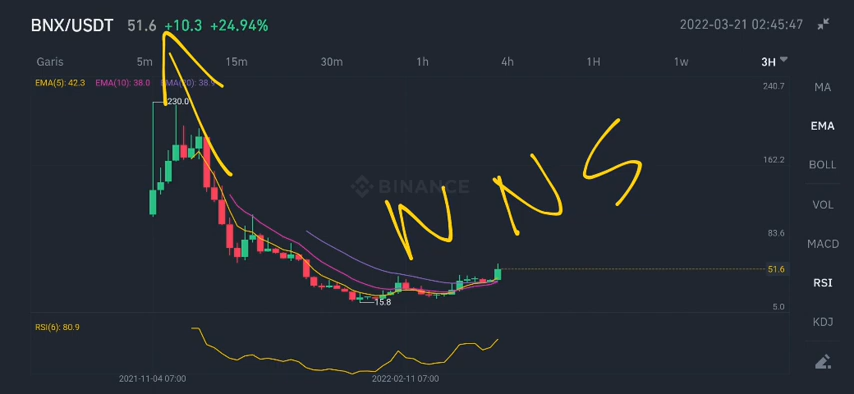 BNX/USDT 51.6 +10.3 +24.94% 2022-03-21 02:45:47
Garis 5m 15m 30m 1h 4h 1H 1w 3H
EMA(5): 42.3 EMA(10): 38.0
240.7
MA
230.0
EMA
162.2
BOLL
BINANCE
VOL
83.6
MACD
51.6
RSI
15.8
5.0
RSI(6): 80.9
KDJ
2021-11-04 07:00 2022-02-11 07:00